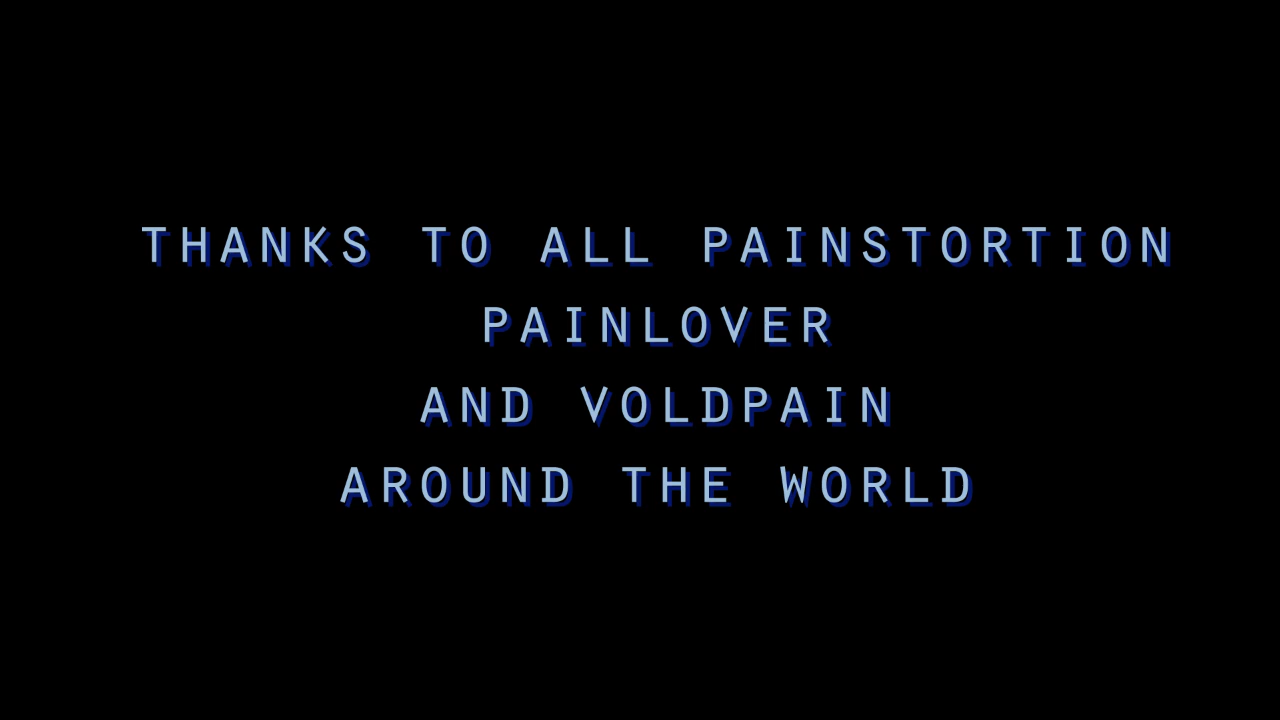 THANKS TO ALL PAINSTORTION
PAINLOVER
AND VOLDPAIN
AROUND THE WORLD